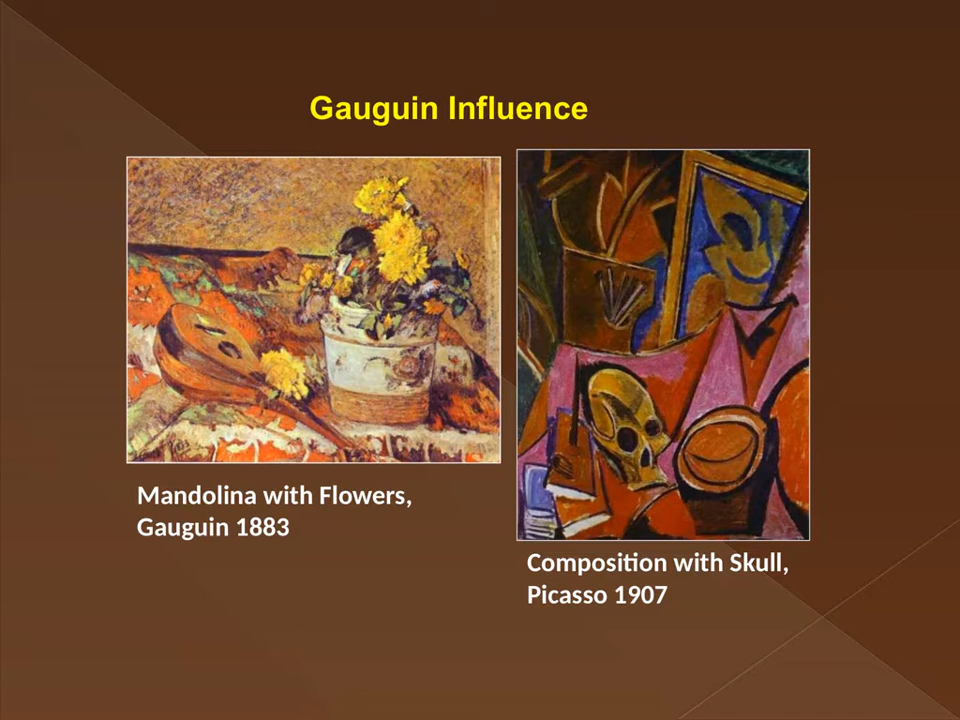 Gauguin Influence
Mandolina with Flowers,
Gauguin 1883
Composition with Skull,
Picasso 1907